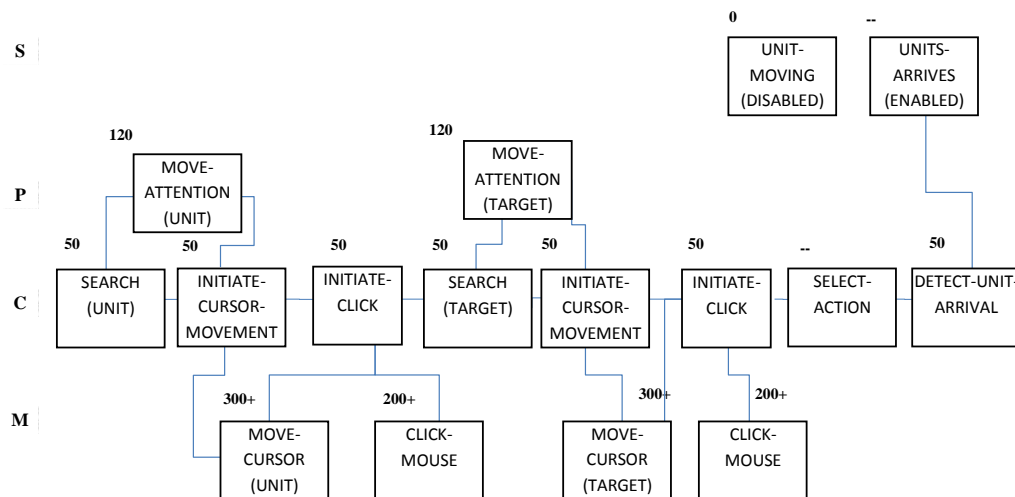 0
--
S
UNIT-
MOVING
(DISABLED)
UNITS-
ARRIVES
(ENABLED)
120
120
P
MOVE-
ATTENTION
(UNIT)
MOVE-
ATTENTION
(TARGET)
50
50
50
50
50
50
--
50
C
SEARCH
(UNIT)
INITIATE-
CURSOR-
MOVEMENT
INITIATE-
CLICK
SEARCH
(TARGET)
INITIATE-
CURSOR-
MOVEMENT
INITIATE-
CLICK
SELECT-
ACTION
DETECT-UNIT-
ARRIVAL
300+
200+
300+
200+
M
MOVE-
CURSOR
(UNIT)
CLICK-
MOUSE
MOVE-
CURSOR
(TARGET)
CLICK-
MOUSE